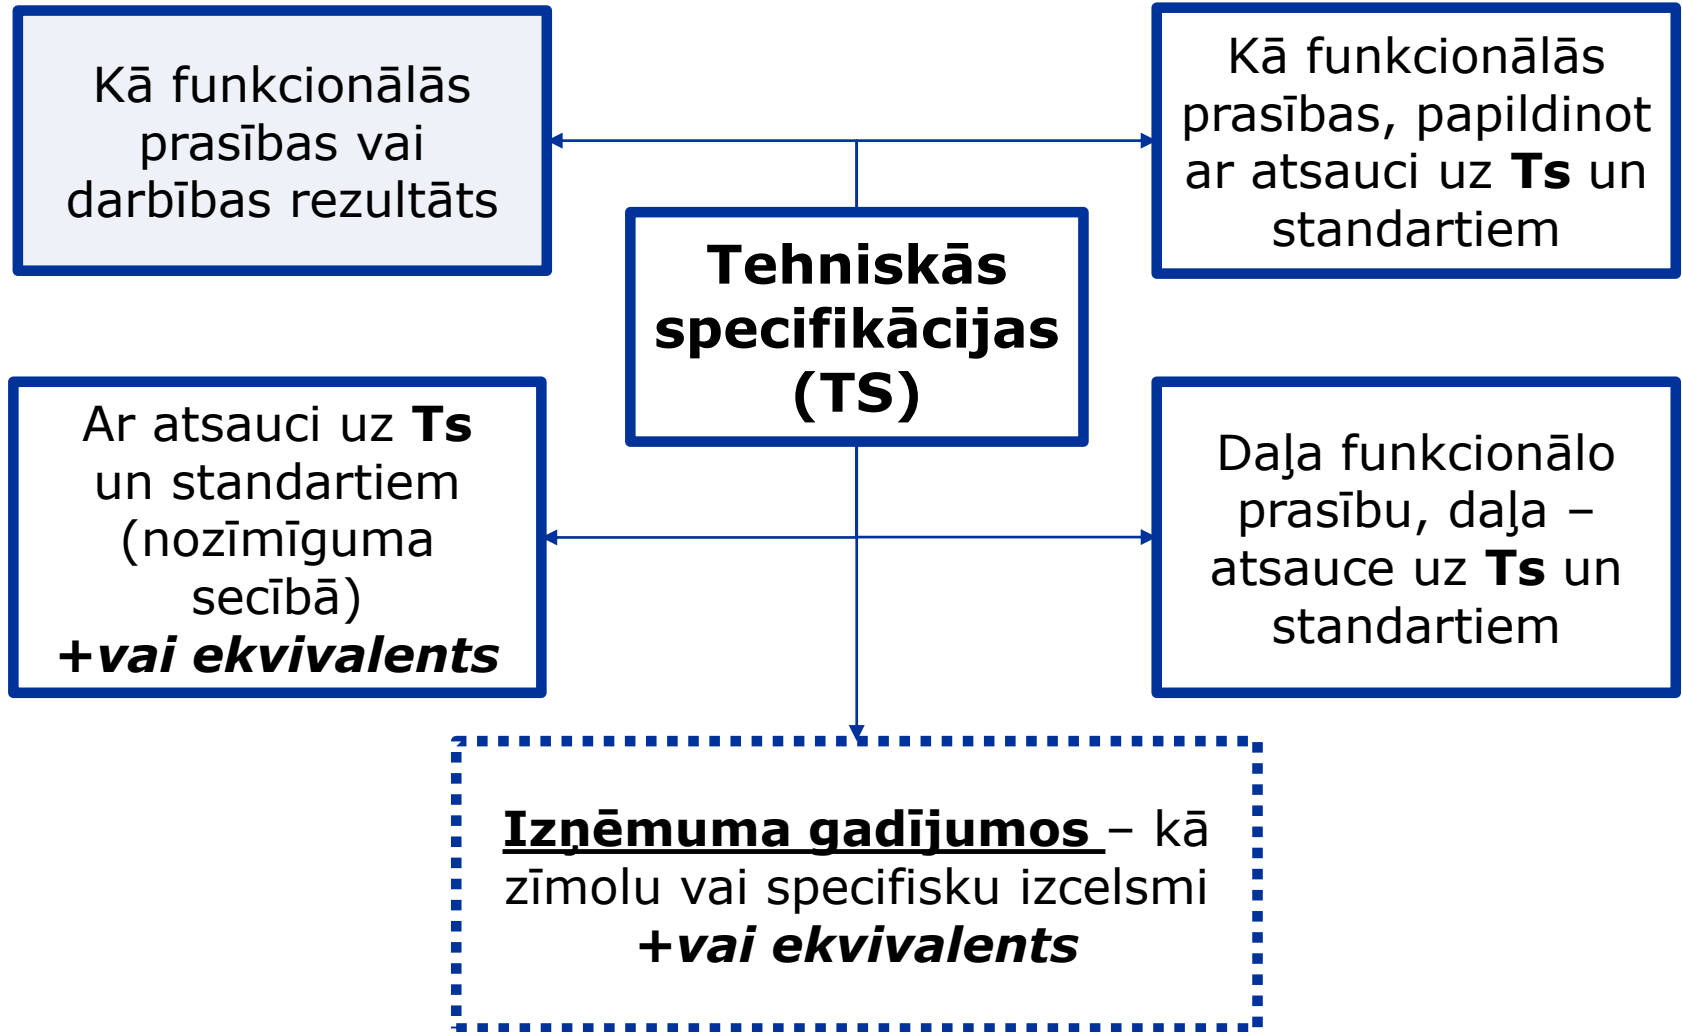 Kā funkcionālās
prasības vai
darbības rezultāts
Kā funkcionālās
prasības, papildinot
ar atsauci uz Ts un
standartiem
Tehniskās
specifikācijas
(TS)
Ar atsauci uz Ts
un standartiem
(nozīmīguma
secībā)
+vai ekvivalents
Daļa funkcionālo
prasību, daļa –
atsauce uz Ts un
standartiem
Izņēmuma gadījumos – kā
zīmolu vai specifisku izcelsmi
+vai ekvivalents